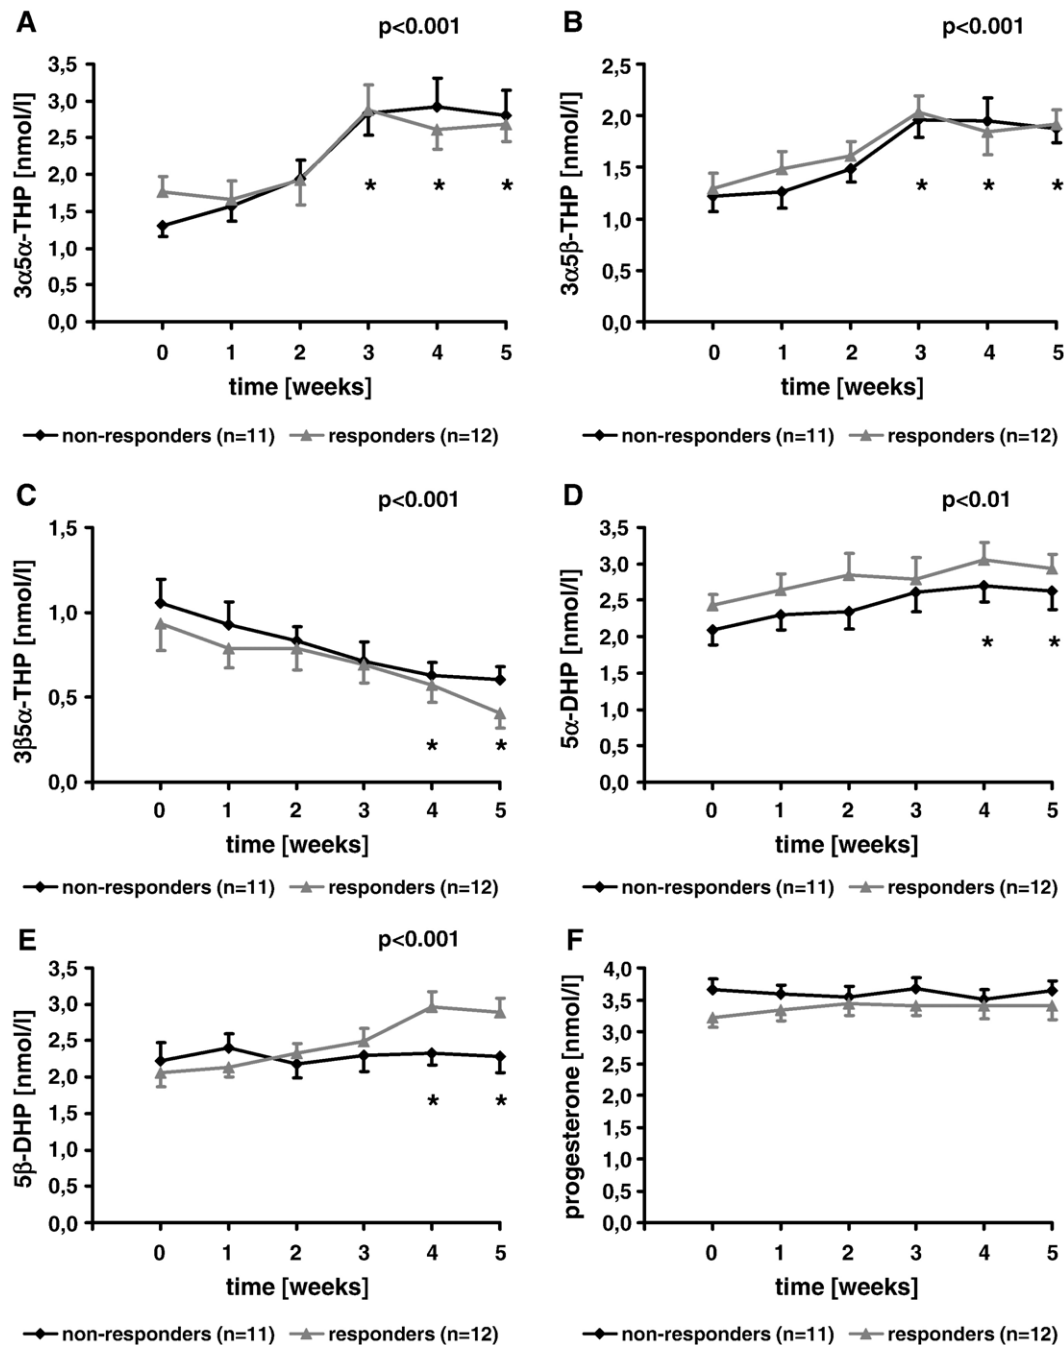 A
p<0.001
3α5α-THP [nmol/l]
3,5
3,0
2,5
2,0
1,5
1,0
0,5
0,0
* * *
0 1 2 3 4 5
time [weeks]
non-responders (n=11) responders (n=12)
B
p<0.001
3α5β-THP [nmol/l]
2,5
2,0
1,5
1,0
0,5
0,0
* * *
0 1 2 3 4 5
time [weeks]
non-responders (n=11) responders (n=12)
C
p<0.001
3β5α-THP [nmol/l]
1,5
1,0
0,5
0,0
* *
0 1 2 3 4 5
time [weeks]
non-responders (n=11) responders (n=12)
D
p<0.01
5α-DHP [nmol/l]
3,5
3,0
2,5
2,0
1,5
1,0
0,5
0,0
* *
0 1 2 3 4 5
time [weeks]
non-responders (n=11) responders (n=12)
E
p<0.001
5β-DHP [nmol/l]
3,5
3,0
2,5
2,0
1,5
1,0
0,5
0,0
* *
0 1 2 3 4 5
time [weeks]
non-responders (n=11) responders (n=12)
F
progesterone [nmol/l]
4,0
3,5
3,0
2,5
2,0
1,5
1,0
0,5
0,0
0 1 2 3 4 5
time [weeks]
non-responders (n=11) responders (n=12)